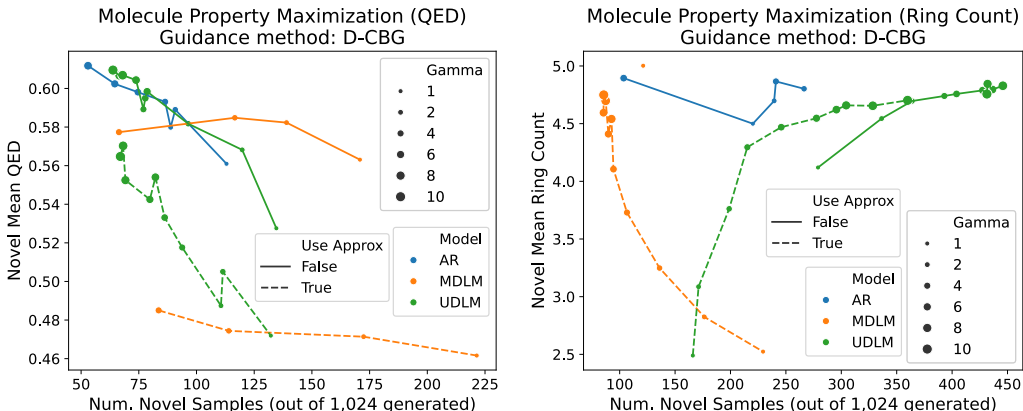 Molecule Property Maximization (QED)
Guidance method: D-CBG
Novel Mean QED
0.60
0.58
0.56
0.54
0.52
0.50
0.48
0.46
Gamma
1
2
4
6
8
10
Use Approx
False
True
Model
AR
MDLM
UDLM
50
75
100
125
150
175
200
225
Num. Novel Samples (out of 1,024 generated)
Molecule Property Maximization (Ring Count)
Guidance method: D-CBG
Novel Mean Ring Count
5.0
4.5
4.0
3.5
3.0
2.5
Use Approx
False
True
Model
AR
MDLM
UDLM
Gamma
1
2
4
6
8
10
100
150
200
250
300
350
400
450
Num. Novel Samples (out of 1,024 generated)